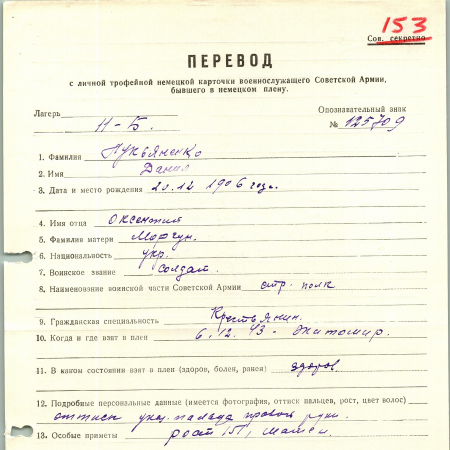 153
Сов. секретно
ПЕРЕВОД
с личной трофейной немецкой карточки военнослужащего Советской Армии,
бывшего в немецком плену.
Лагерь 11-Б.
Опознавательный знак
№ 125709
1. Фамилия Лукьяненко
2. Имя Данил
3. Дата и место рождения 20.12 1906 года.
4. Имя отца
5. Фамилия матери Моргун.
6. Национальность укр.
7. Воинское звание солдат.
8. Наименование воинской части Советской Армии стр. полк
9. Гражданская специальность Крестьянин.
10. Когда и где взят в плен 6.12.43 - Житомир.
11. В каком состоянии взят в плен (здоров, болен, ранен) здоров.
12. Подробные персональные данные (имеется фотография, оттиск пальцев, рост, цвет волос)
оттиск указ. пальца правой руки.
13. Особые приметы рост 151,